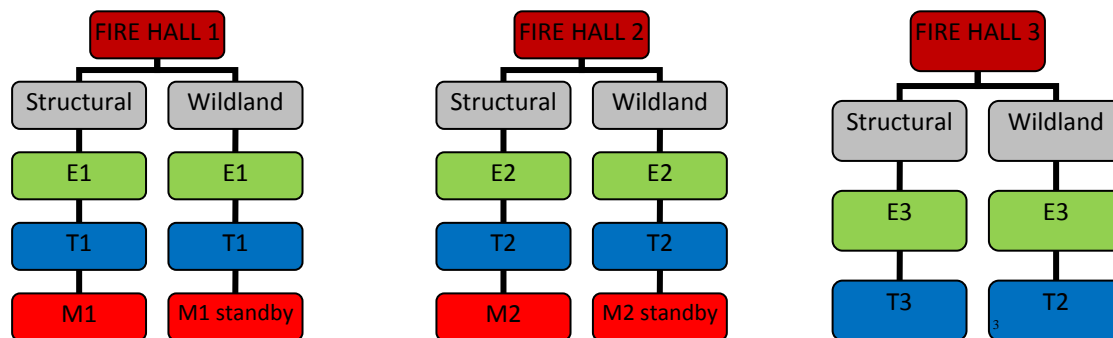 FIRE HALL 1
Structural
Wildland
E1
E1
T1
T1
M1
M1 standby
FIRE HALL 2
Structural
Wildland
E2
E2
T2
T2
M2
M2 standby
FIRE HALL 3
Structural
Wildland
E3
E3
T3
T2
3